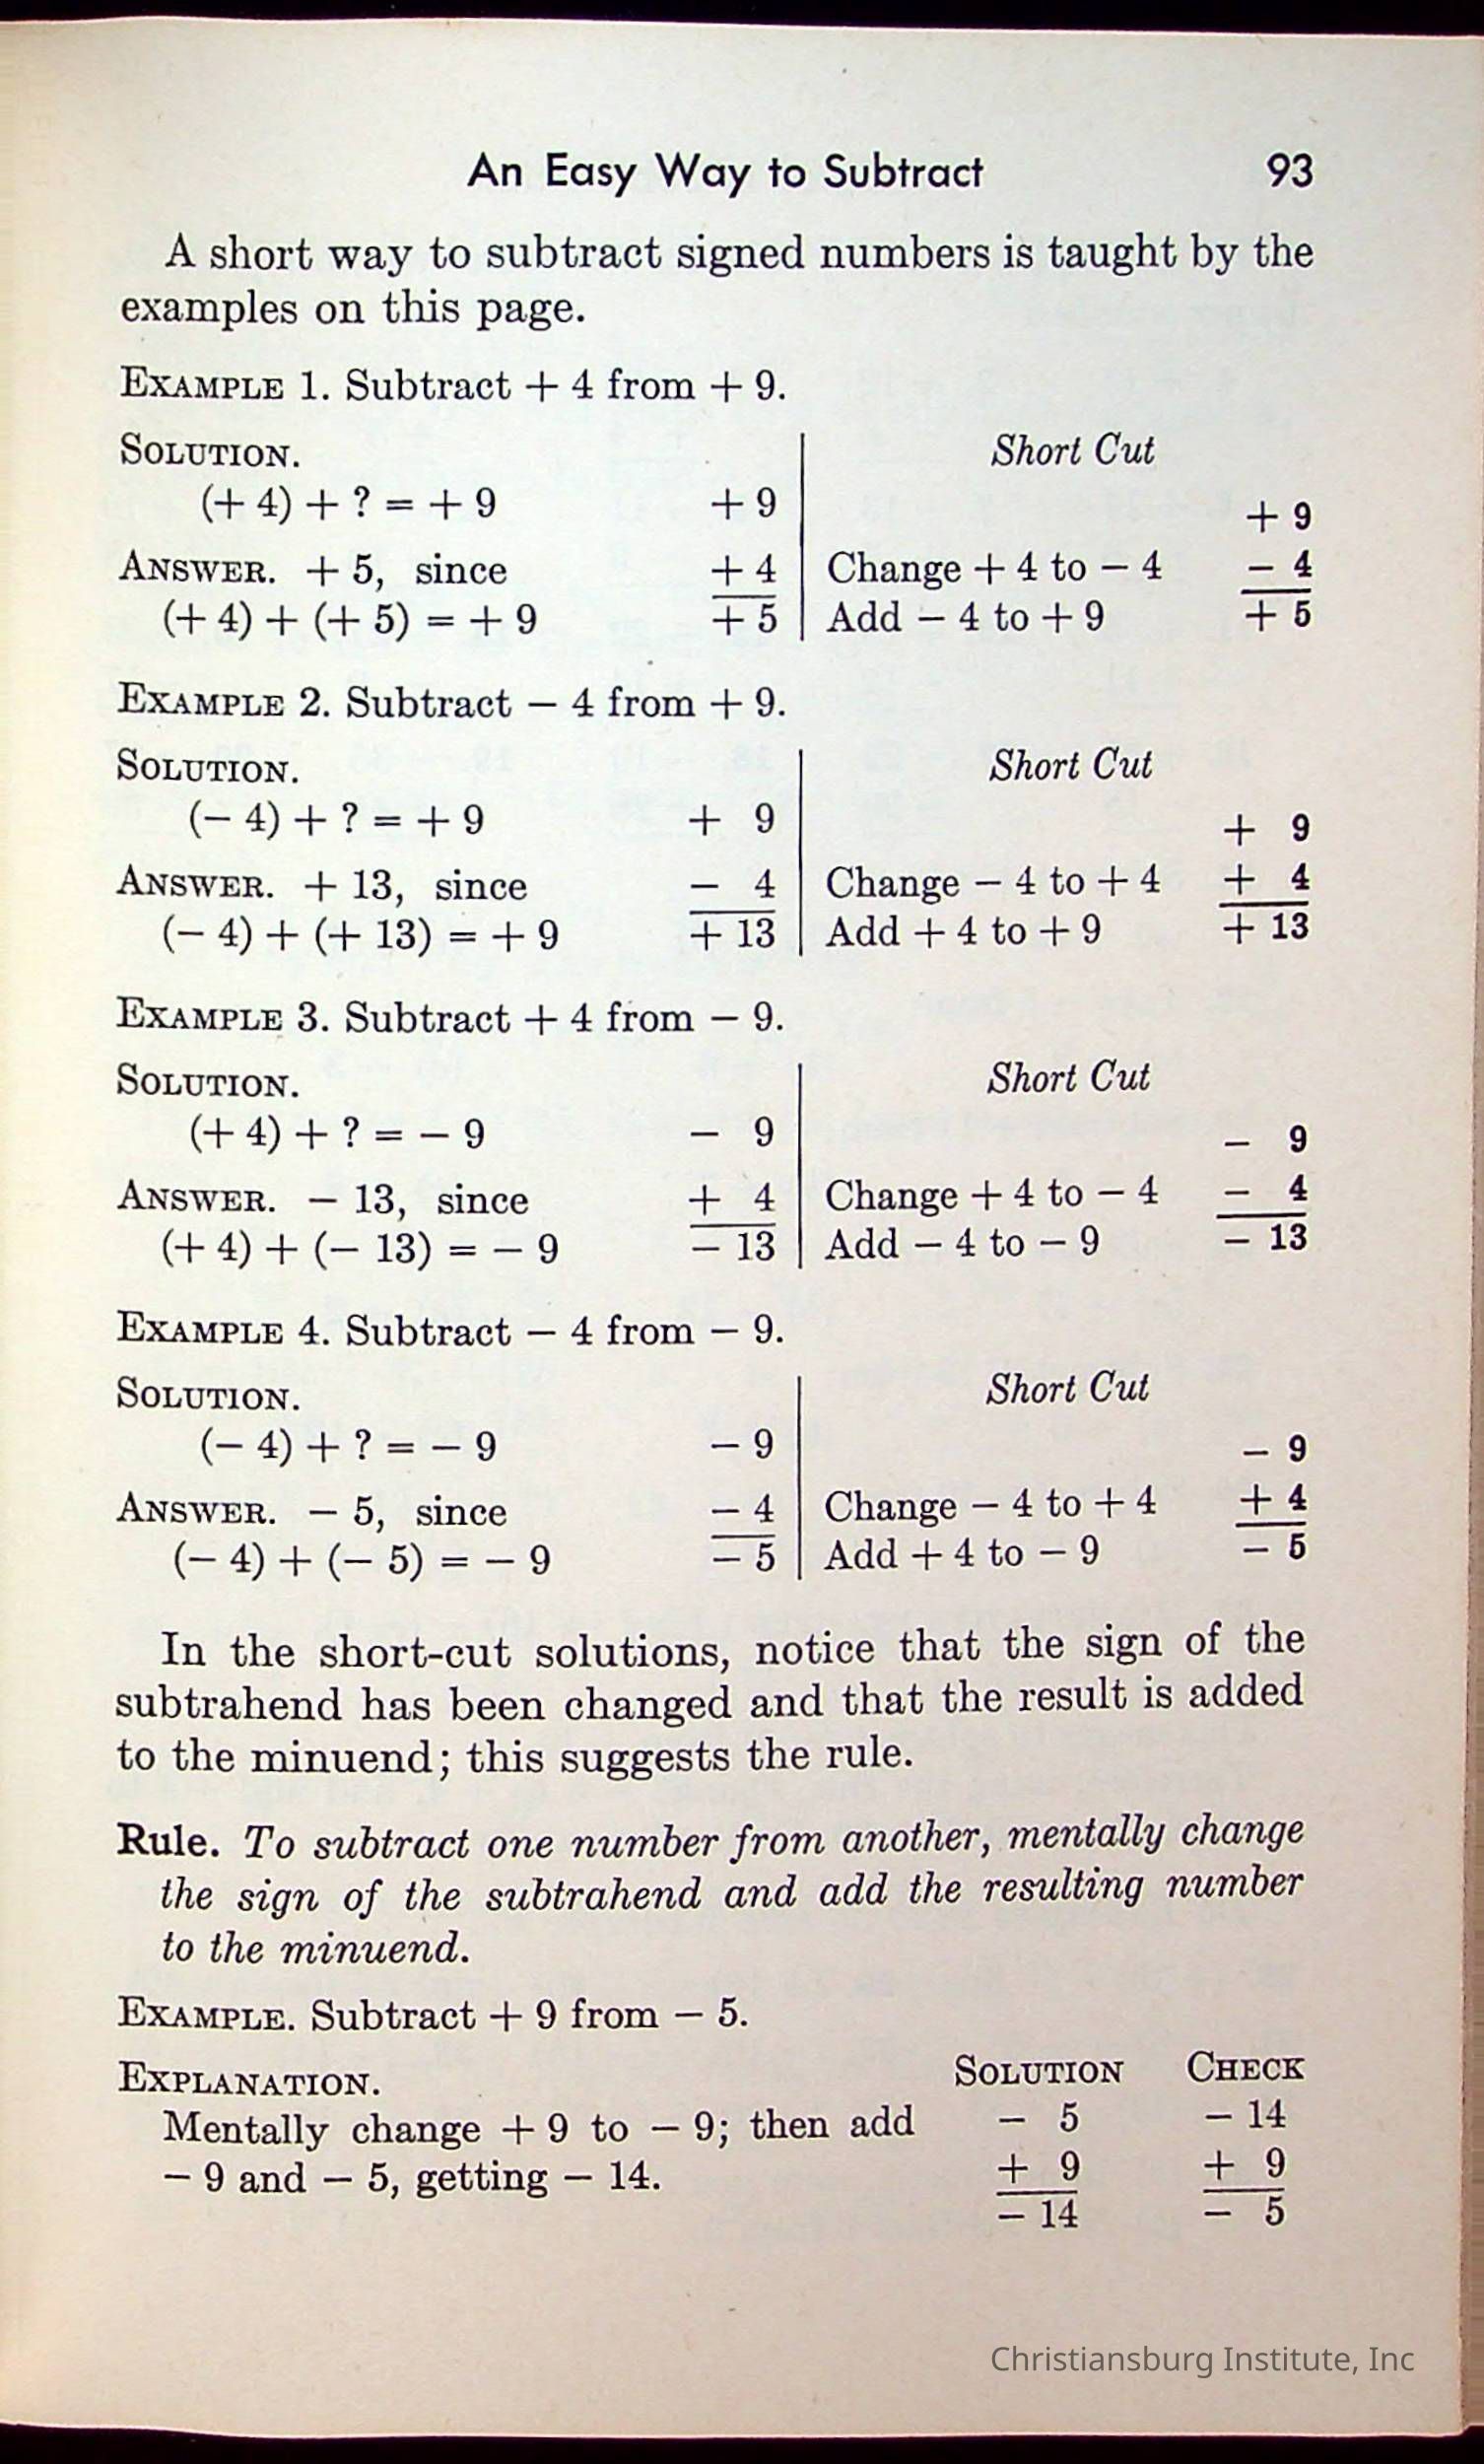 An Easy Way to Subtract 93
A short way to subtract signed numbers is taught by the
examples on this page.
EXAMPLE 1. Subtract + 4 from + 9.
SOLUTION. Short Cut
(+ 4) + ? = + 9 + 9 + 9
ANSWER. + 5, since + 4 Change + 4 to − 4 − 4
(+ 4) + (+ 5) = + 9 + 5 Add − 4 to + 9 + 5
EXAMPLE 2. Subtract − 4 from + 9.
SOLUTION. Short Cut
(− 4) + ? = + 9 + 9 + 9
ANSWER. + 13, since − 4 Change − 4 to + 4 + 4
(− 4) + (+ 13) = + 9 + 13 Add + 4 to + 9 + 13
EXAMPLE 3. Subtract + 4 from − 9.
SOLUTION. Short Cut
(+ 4) + ? = − 9 − 9 − 9
ANSWER. − 13, since + 4 Change + 4 to − 4 − 4
(+ 4) + (− 13) = − 9 − 13 Add − 4 to − 9 − 13
EXAMPLE 4. Subtract − 4 from − 9.
SOLUTION. Short Cut
(− 4) + ? = − 9 − 9 − 9
ANSWER. − 5, since − 4 Change − 4 to + 4 + 4
(− 4) + (− 5) = − 9 − 5 Add + 4 to − 9 − 5
In the short-cut solutions, notice that the sign of the
subtrahend has been changed and that the result is added
to the minuend; this suggests the rule.
Rule. To subtract one number from another, mentally change
the sign of the subtrahend and add the resulting number
to the minuend.
EXAMPLE. Subtract + 9 from − 5.
EXPLANATION. SOLUTION CHECK
Mentally change + 9 to − 9; then add − 5 − 14
− 9 and − 5, getting − 14. + 9 + 9
− 14 − 5
Christiansburg Institute, Inc